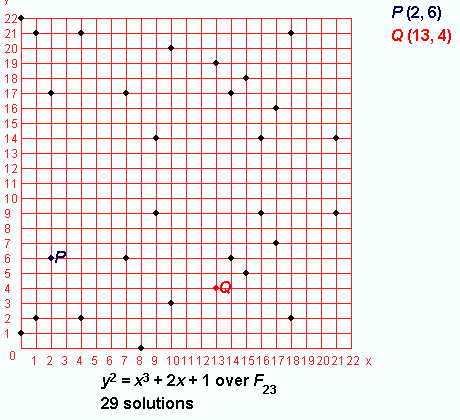 y
P (2, 6)
Q (13, 4)
22
21
20
19
18
17
16
15
14
13
12
11
10
9
8
7
6
5
4
3
2
1
0
P
Q
1 2 3 4 5 6 7 8 9 10 11 12 13 14 15 16 17 18 19 20 21 22 x
y² = x³ + 2x + 1 over F₂₃
29 solutions